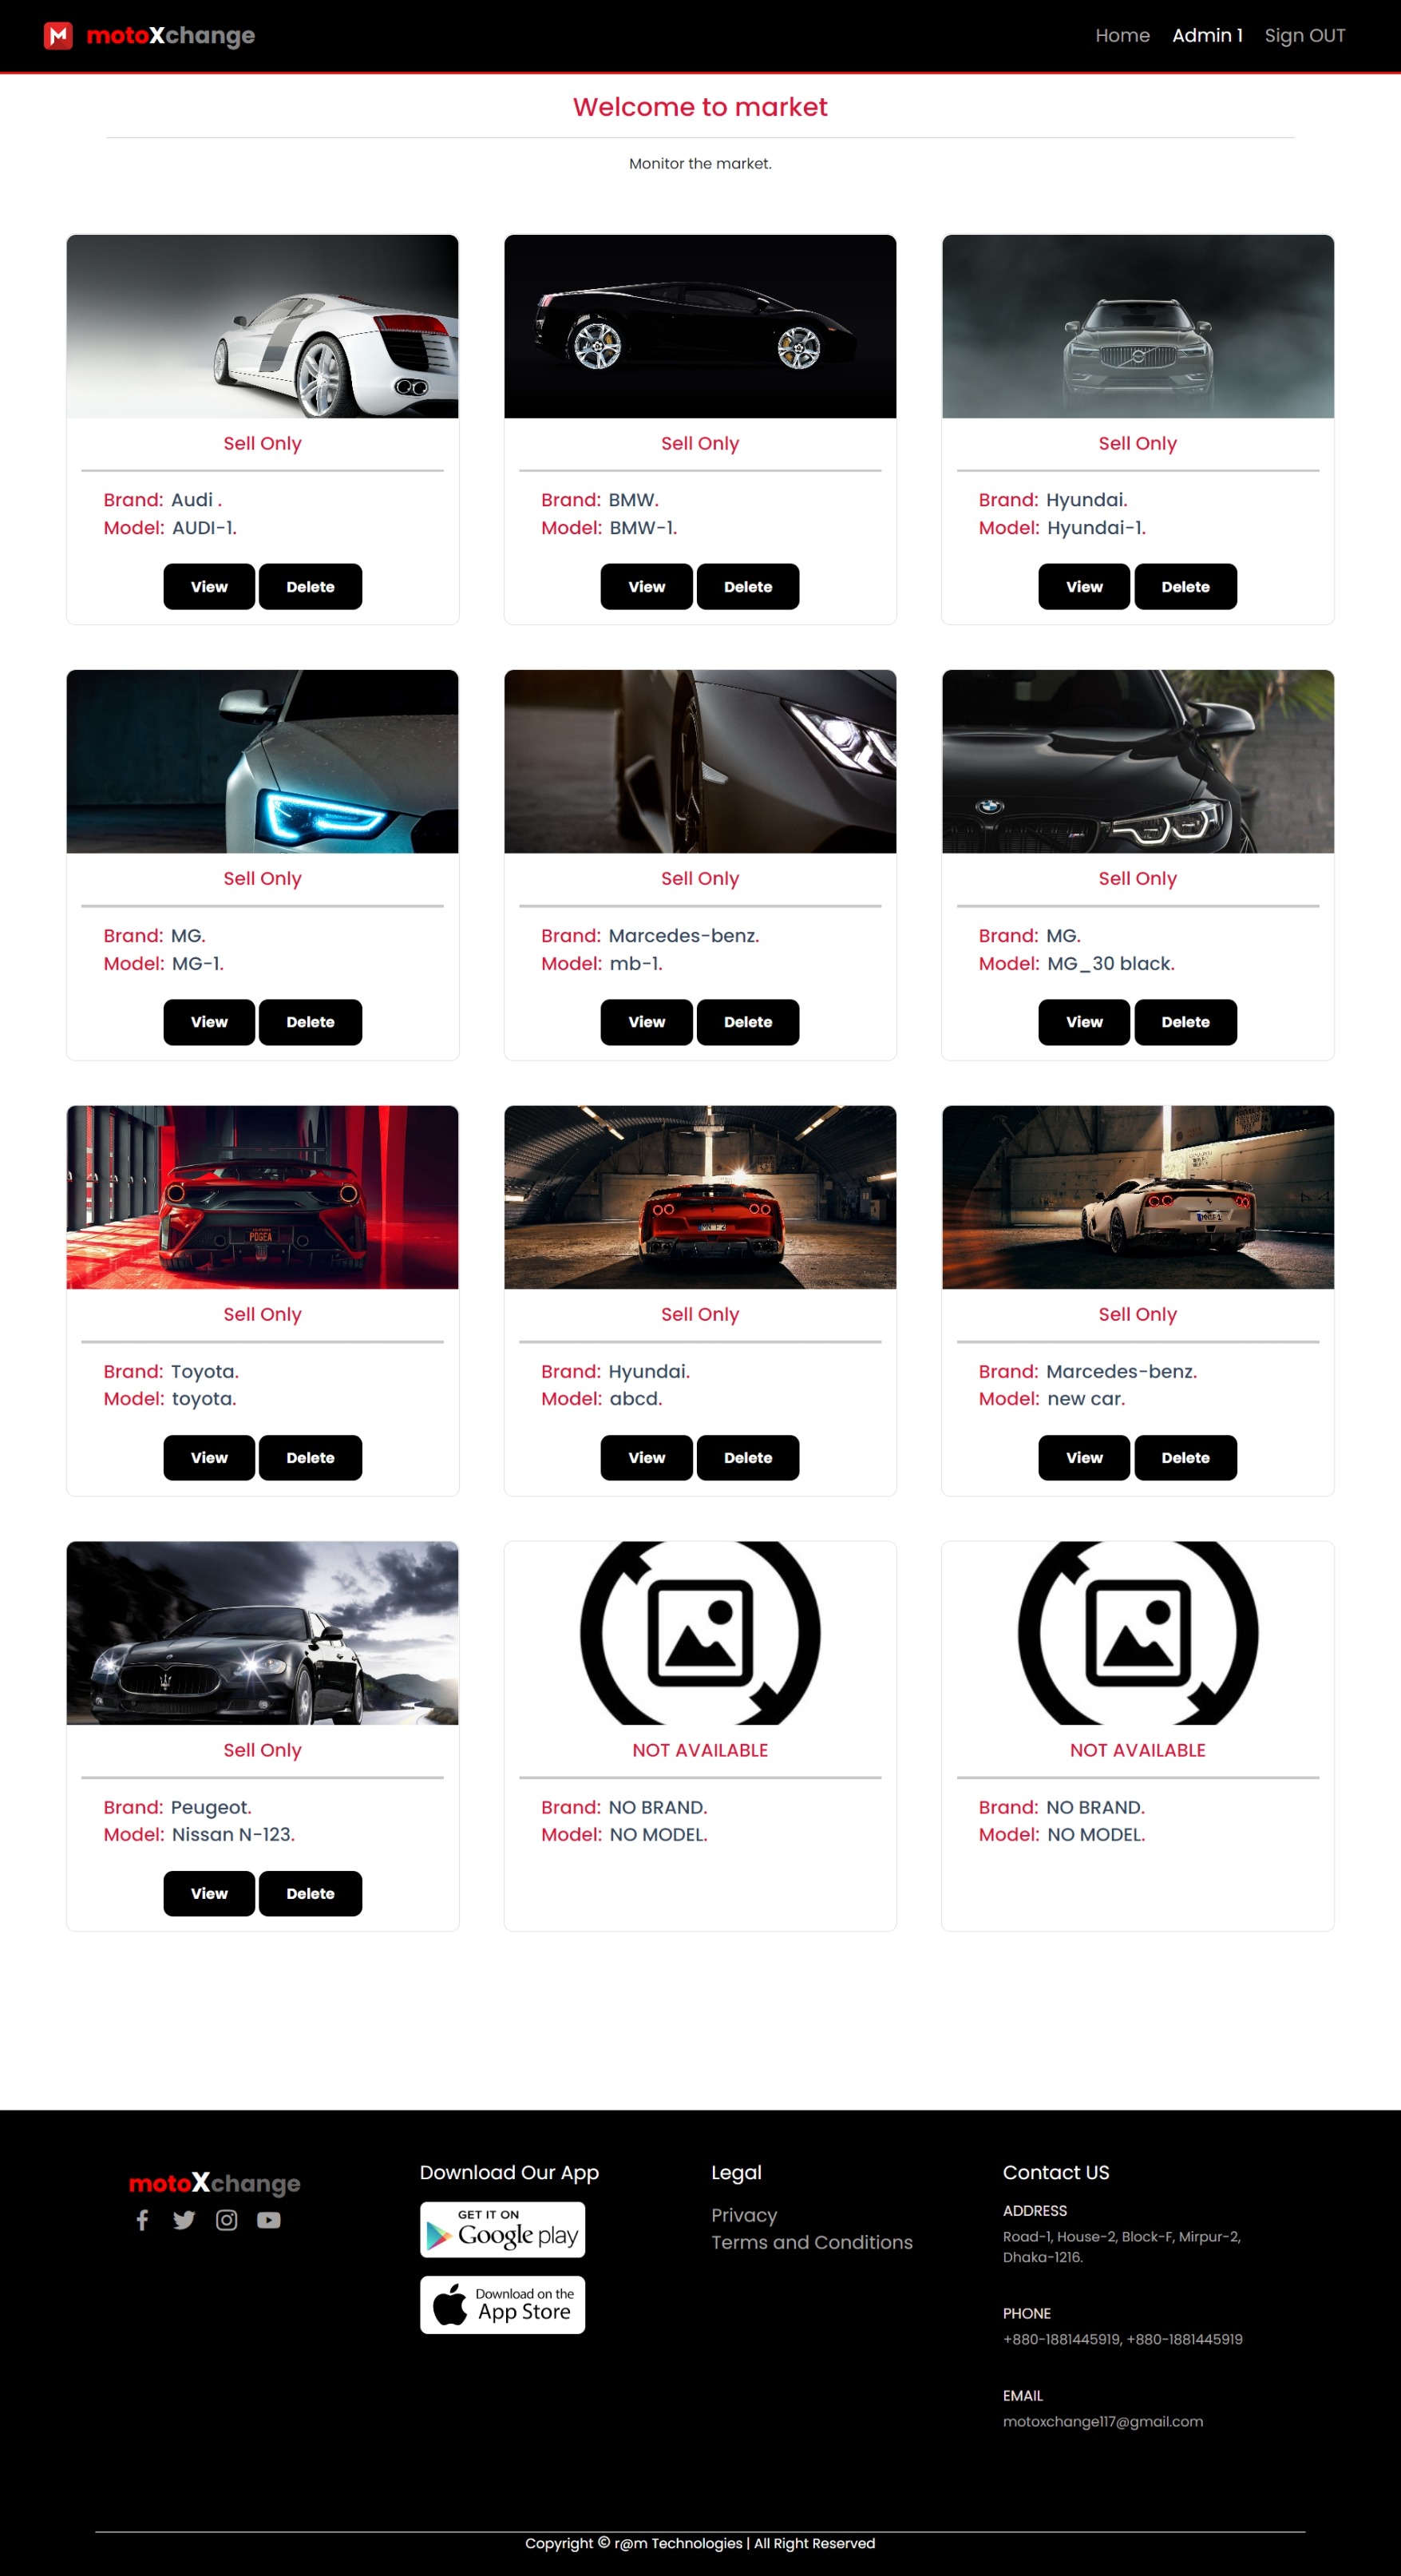 motoXchange
Home Admin 1 Sign OUT
Welcome to market
Monitor the market.
Sell Only
Brand: Audi .
Model: AUDI-1.
View Delete
Sell Only
Brand: BMW.
Model: BMW-1.
View Delete
Sell Only
Brand: Hyundai.
Model: Hyundai-1.
View Delete
Sell Only
Brand: MG.
Model: MG-1.
View Delete
Sell Only
Brand: Marcedes-benz.
Model: mb-1.
View Delete
Sell Only
Brand: MG.
Model: MG_30 black.
View Delete
POGEA
Sell Only
Brand: Toyota.
Model: toyota.
View Delete
Sell Only
Brand: Hyundai.
Model: abcd.
View Delete
Sell Only
Brand: Marcedes-benz.
Model: new car.
View Delete
Sell Only
Brand: Peugeot.
Model: Nissan N-123.
View Delete
NOT AVAILABLE
Brand: NO BRAND.
Model: NO MODEL.
NOT AVAILABLE
Brand: NO BRAND.
Model: NO MODEL.
motoXchange
Download Our App
GET IT ON
Google play
Download on the
App Store
Legal
Privacy
Terms and Conditions
Contact US
ADDRESS
Road-1, House-2, Block-F, Mirpur-2,
Dhaka-1216.
PHONE
+880-1881445919, +880-1881445919
EMAIL
motoxchange117@gmail.com
Copyright © r@m Technologies | All Right Reserved